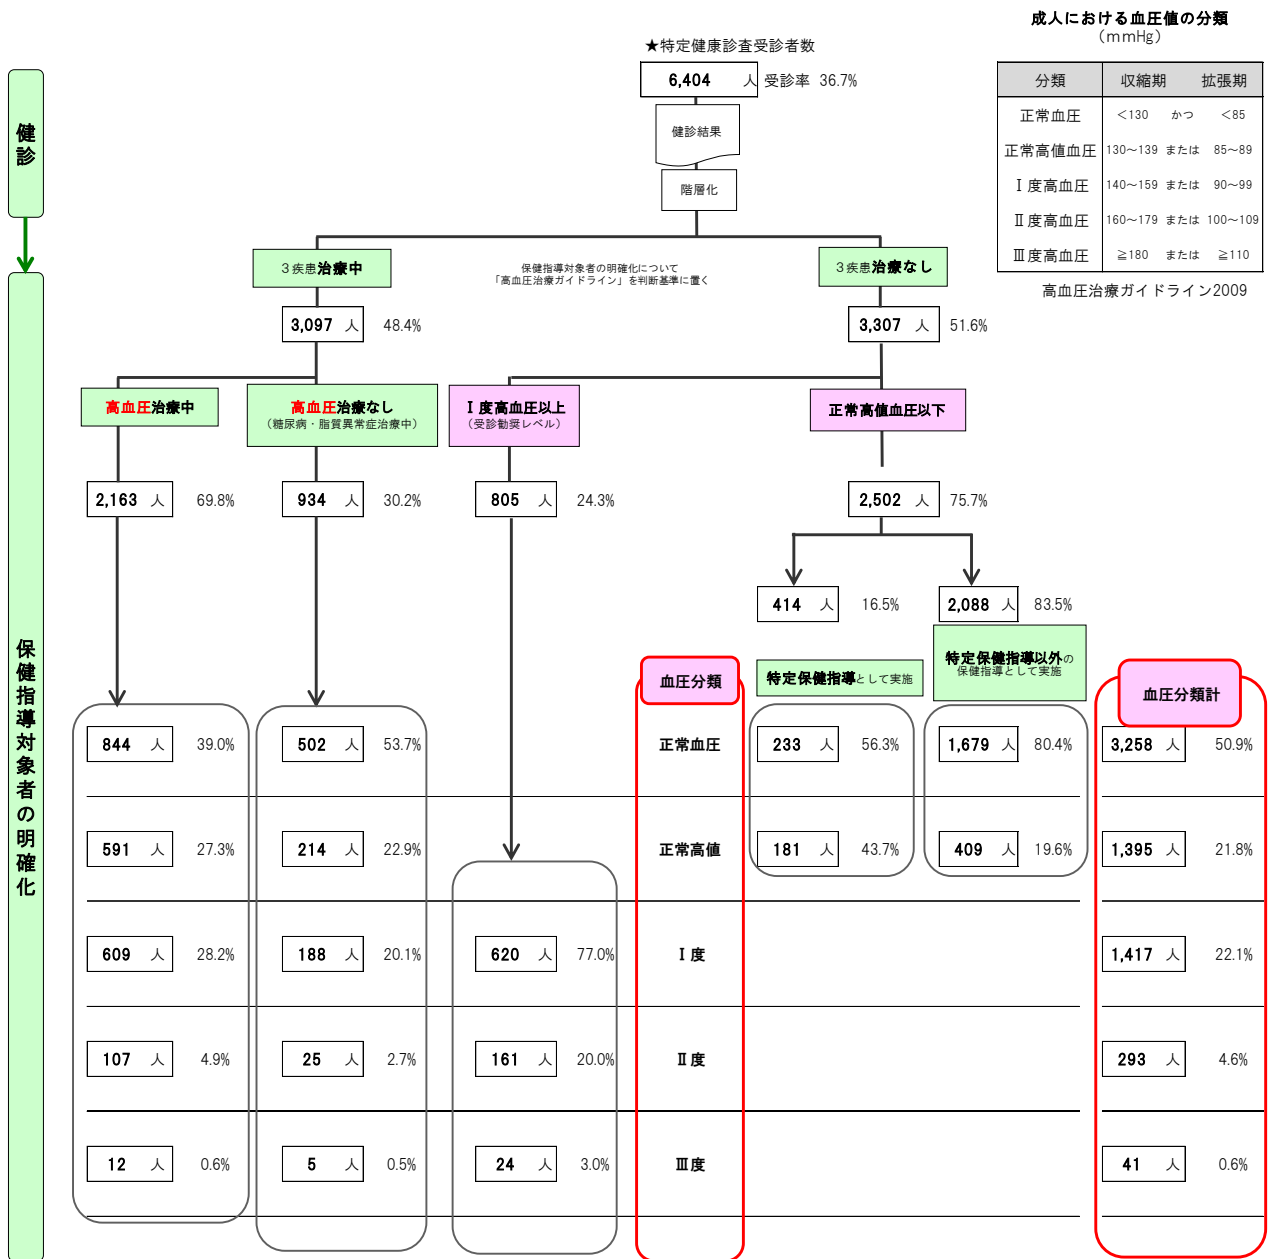 成人における血圧値の分類
（mmHg）
分類 収縮期 拡張期
正常血圧 <130 かつ <85
正常高値血圧 130～139 または 85～89
Ⅰ度高血圧 140～159 または 90～99
Ⅱ度高血圧 160～179 または 100～109
Ⅲ度高血圧 ≧180 または ≧110
高血圧治療ガイドライン2009
★特定健康診査受診者数
6,404 人 受診率 36.7%
健診
健診結果
階層化
3疾患治療中
保健指導対象者の明確化について
「高血圧治療ガイドライン」を判断基準に置く
3疾患治療なし
3,097 人 48.4%
3,307 人 51.6%
高血圧治療中
高血圧治療なし
（糖尿病・脂質異常症治療中）
Ⅰ度高血圧以上
（受診勧奨レベル）
正常高値血圧以下
2,163 人 69.8%
934 人 30.2%
805 人 24.3%
2,502 人 75.7%
414 人 16.5%
2,088 人 83.5%
保健指導対象者の明確化
血圧分類
特定保健指導として実施
特定保健指導以外の
保健指導として実施
血圧分類計
844 人 39.0% 502 人 53.7% 正常血圧 233 人 56.3% 1,679 人 80.4% 3,258 人 50.9%
591 人 27.3% 214 人 22.9% 正常高値 181 人 43.7% 409 人 19.6% 1,395 人 21.8%
609 人 28.2% 188 人 20.1% 620 人 77.0% Ⅰ度 1,417 人 22.1%
107 人 4.9% 25 人 2.7% 161 人 20.0% Ⅱ度 293 人 4.6%
12 人 0.6% 5 人 0.5% 24 人 3.0% Ⅲ度 41 人 0.6%